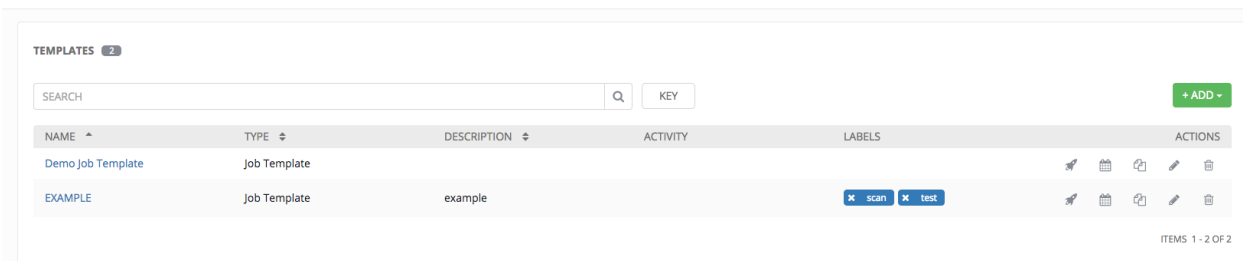 TEMPLATES 2
SEARCH KEY + ADD
NAME TYPE DESCRIPTION ACTIVITY LABELS ACTIONS
Demo Job Template Job Template
EXAMPLE Job Template example scan test
ITEMS 1 - 2 OF 2